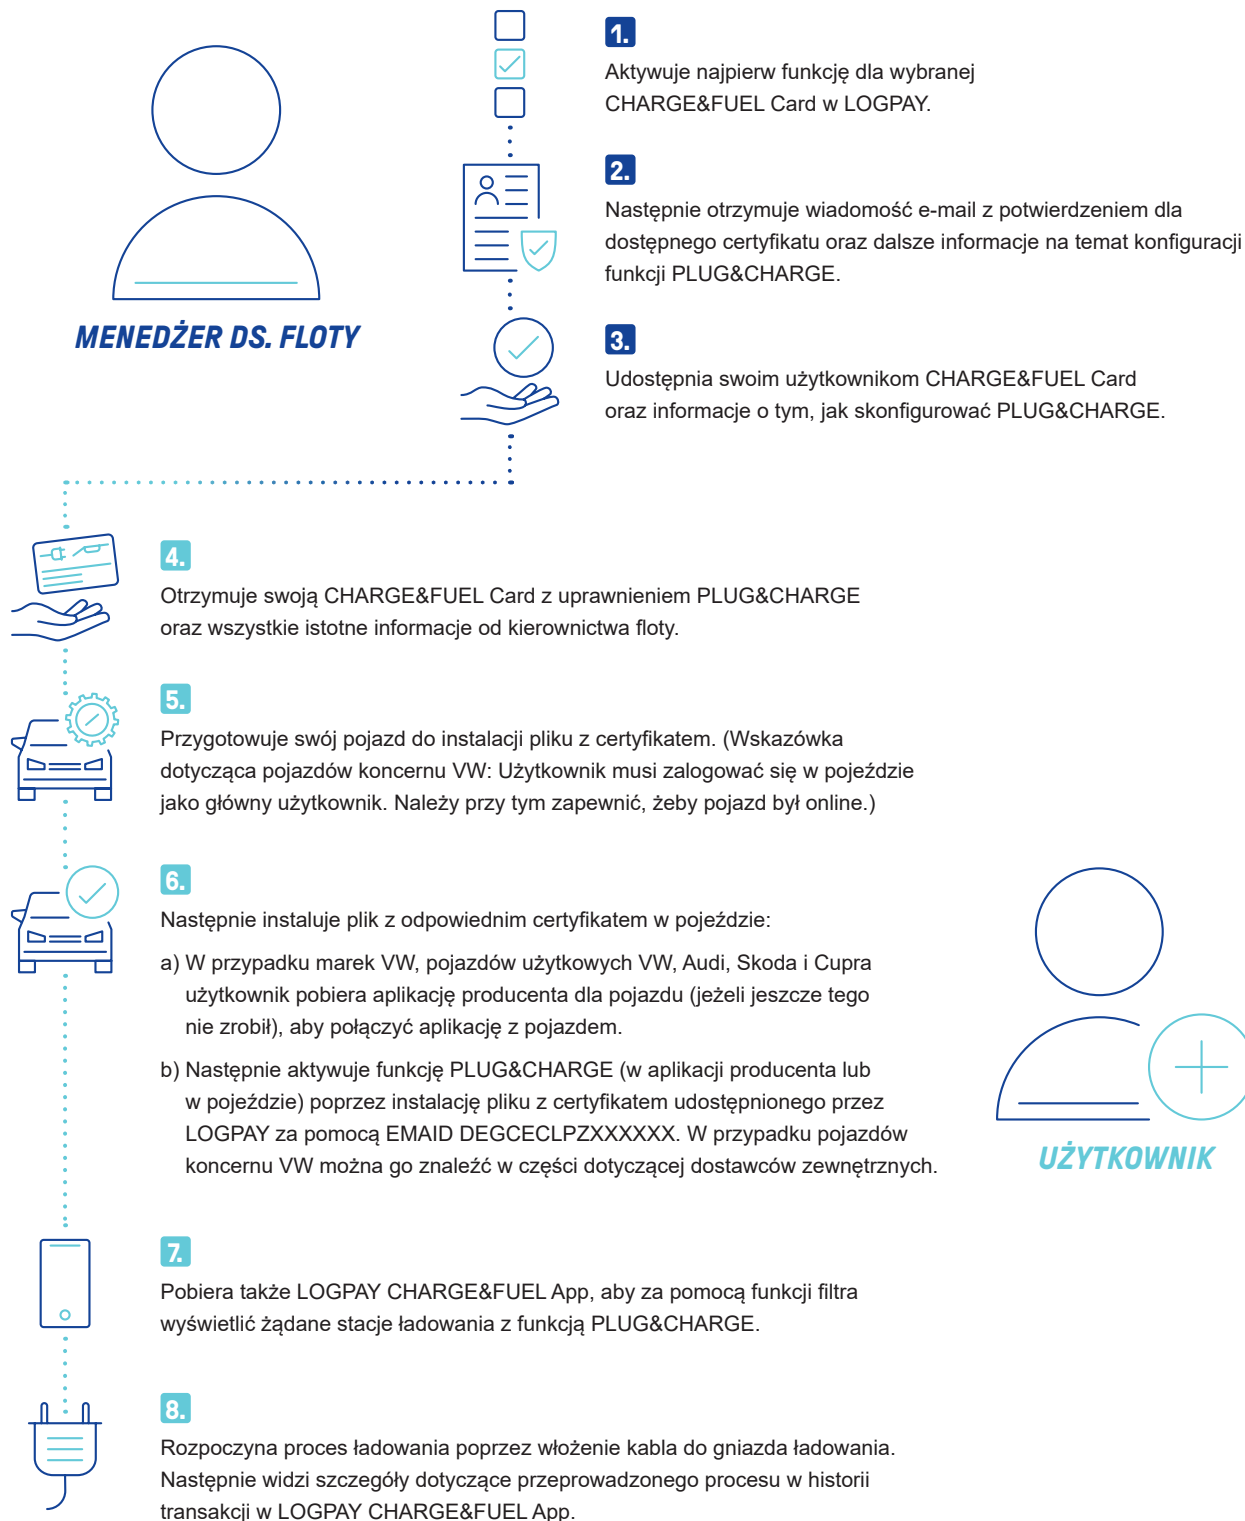 1.
Aktywuje najpierw funkcję dla wybranej
CHARGE&FUEL Card w LOGPAY.
2.
Następnie otrzymuje wiadomość e-mail z potwierdzeniem dla
dostępnego certyfikatu oraz dalsze informacje na temat konfiguracji
funkcji PLUG&CHARGE.
MENEDŻER DS. FLOTY
3.
Udostępnia swoim użytkownikom CHARGE&FUEL Card
oraz informacje o tym, jak skonfigurować PLUG&CHARGE.
4.
Otrzymuje swoją CHARGE&FUEL Card z uprawnieniem PLUG&CHARGE
oraz wszystkie istotne informacje od kierownictwa floty.
5.
Przygotowuje swój pojazd do instalacji pliku z certyfikatem. (Wskazówka
dotycząca pojazdów koncernu VW: Użytkownik musi zalogować się w pojeździe
jako główny użytkownik. Należy przy tym zapewnić, żeby pojazd był online.)
6.
Następnie instaluje plik z odpowiednim certyfikatem w pojeździe:
a) W przypadku marek VW, pojazdów użytkowych VW, Audi, Skoda i Cupra
użytkownik pobiera aplikację producenta dla pojazdu (jeżeli jeszcze tego
nie zrobił), aby połączyć aplikację z pojazdem.
b) Następnie aktywuje funkcję PLUG&CHARGE (w aplikacji producenta lub
w pojeździe) poprzez instalację pliku z certyfikatem udostępnionego przez
LOGPAY za pomocą EMAID DEGCECLPZXXXXXX. W przypadku pojazdów
koncernu VW można go znaleźć w części dotyczącej dostawców zewnętrznych.
UŻYTKOWNIK
7.
Pobiera także LOGPAY CHARGE&FUEL App, aby za pomocą funkcji filtra
wyświetlić żądane stacje ładowania z funkcją PLUG&CHARGE.
8.
Rozpoczyna proces ładowania poprzez włożenie kabla do gniazda ładowania.
Następnie widzi szczegóły dotyczące przeprowadzonego procesu w historii
transakcji w LOGPAY CHARGE&FUEL App.